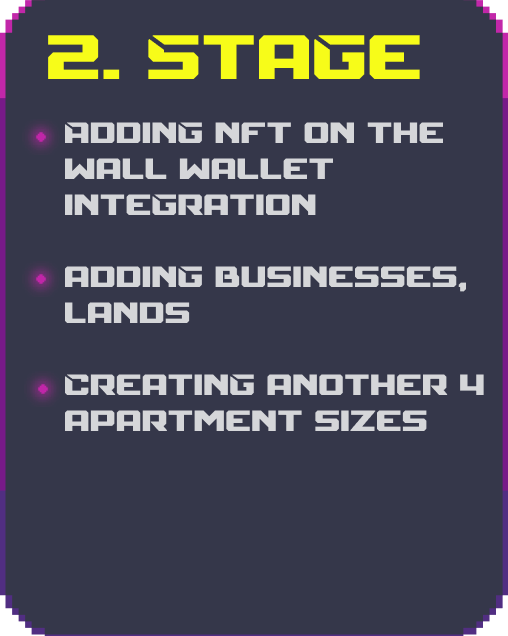 2. STAGE
ADDING NFT ON THE
WALL WALLET
INTEGRATION
ADDING BUSINESSES,
LANDS
CREATING ANOTHER 4
APARTMENT SIZES